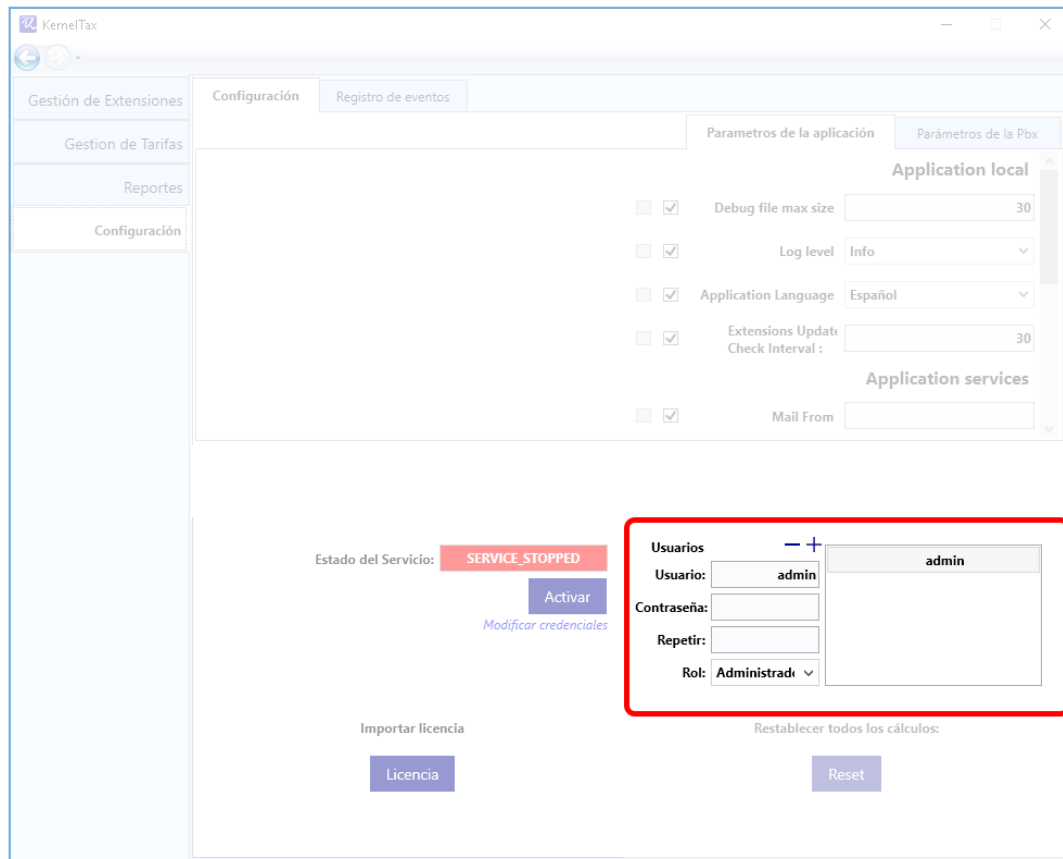 KernelTax
Gestión de Extensiones
Gestion de Tarifas
Reportes
Configuración
Configuración
Registro de eventos
Parametros de la aplicación
Parámetros de la Pbx
Application local
Debug file max size
30
Log level
Info
Application Language
Español
Extensions Update
Check Interval :
30
Application services
Mail From
Estado del Servicio:
SERVICE_STOPPED
Activar
Modificar credenciales
Usuarios
Usuario:
admin
Contraseña:
Repetir:
Rol:
Administrad
admin
Importar licencia
Licencia
Restablecer todos los cálculos:
Reset